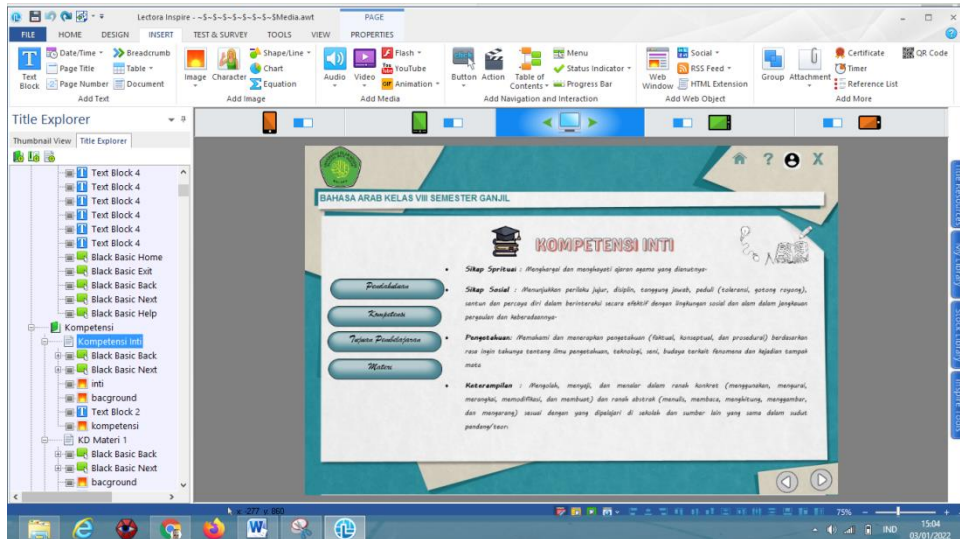 Lectora Inspire - ~$~$~$~$~$~$~$~$Media.awt
PAGE
FILE HOME DESIGN INSERT TEST & SURVEY TOOLS VIEW PROPERTIES
Date/Time Breadcrumb Shape/Line Flash Menu Social Certificate QR Code
Page Title Table Chart YouTube Status Indicator RSS Feed Timer
Page Number Document Equation Animation Progress Bar HTML Extension Reference List
Text Block Image Character Audio Video Button Action Table of Contents Web Window Group Attachment
Add Text Add Image Add Media Add Navigation and Interaction Add Web Object Add More
Title Explorer
Thumbnail View Title Explorer
Text Block 4
Text Block 4
Text Block 4
Text Block 4
Text Block 4
Text Block 4
Black Basic Home
Black Basic Exit
Black Basic Back
Black Basic Next
Black Basic Help
Kompetensi
Kompetensi Inti
Black Basic Back
Black Basic Next
inti
bacground
Text Block 2
kompetensi
KD Materi 1
Black Basic Back
Black Basic Next
bacground
? X
BAHASA ARAB KELAS VIII SEMESTER GANJIL
KOMPETENSI INTI
Pendahuluan
Kompetensi
Tujuan Pembelajaran
Materi
• Sikap Spritual : Menghargai dan menghayati ajaran agama yang dianutnya.
• Sikap Sosial : Menunjukkan perilaku jujur, disiplin, tanggung jawab, peduli (toleransi, gotong royong),
santun dan percaya diri dalam berinteraksi secara efektif dengan lingkungan sosial dan alam dalam jangkauan
pergaulan dan keberadaannya.
• Pengetahuan: Memahami dan menerapkan pengetahuan (faktual, konseptual, dan prosedural) berdasarkan
rasa ingin tahunya tentang ilmu pengetahuan, teknologi, seni, budaya terkait fenomena dan kejadian tampak
mata
• Keterampilan : Mengolah, menyaji, dan menalar dalam ranah konkret (menggunakan, mengurai,
merangkai, memodifikasi, dan membuat) dan ranah abstrak (menulis, membaca, menghitung, menggambar,
dan mengarang) sesuai dengan yang dipelajari di sekolah dan sumber lain yang sama dalam sudut
pandang/teori.
Title Resources
My Library
Stock Library
Inspire Tools
x: -277 y: 860
75%
IND
15:04
03/01/2022